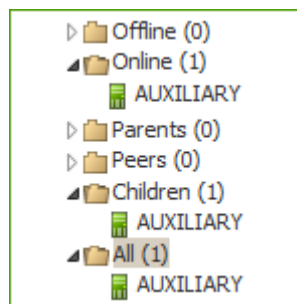 Offline (0)
Online (1)
AUXILIARY
Parents (0)
Peers (0)
Children (1)
AUXILIARY
All (1)
AUXILIARY